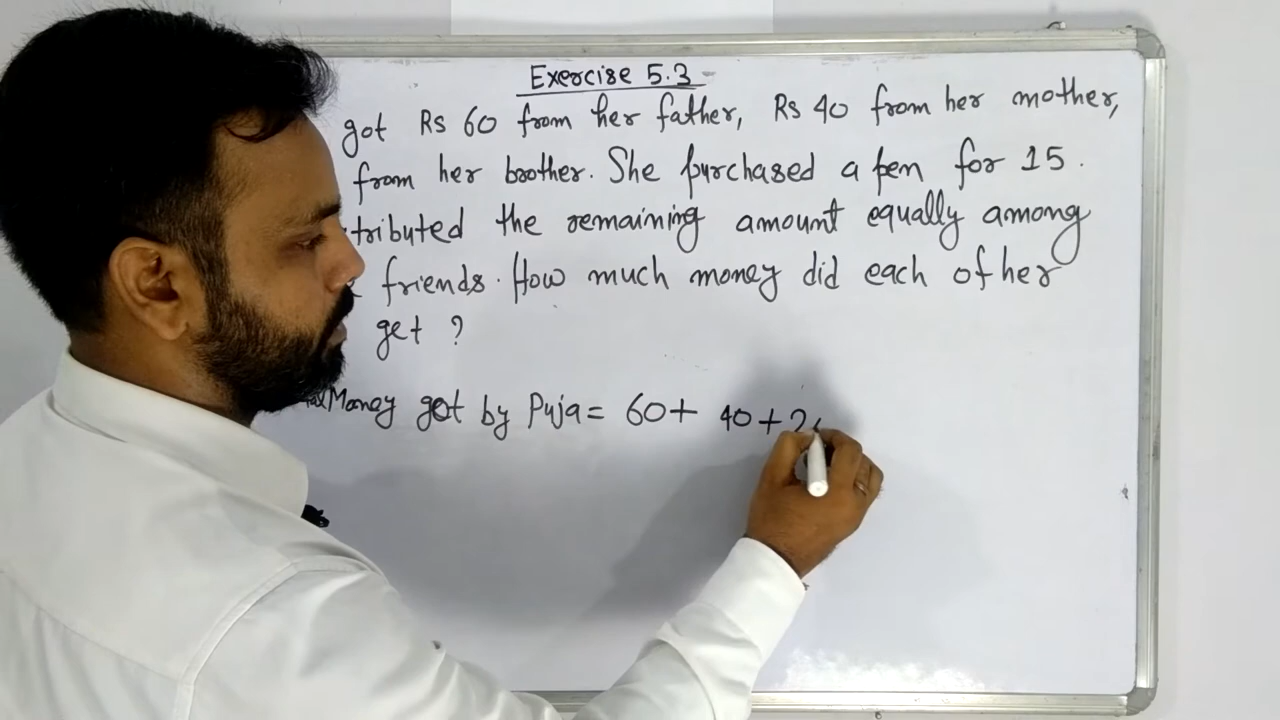 Exercise 5.3
got Rs 60 from her father, Rs 40 from her mother,
from her brother. She purchased a pen for 15.
tributed the remaining amount equally among
friends. How much money did each of her
get ?
Money got by Puja = 60 + 40 + 2